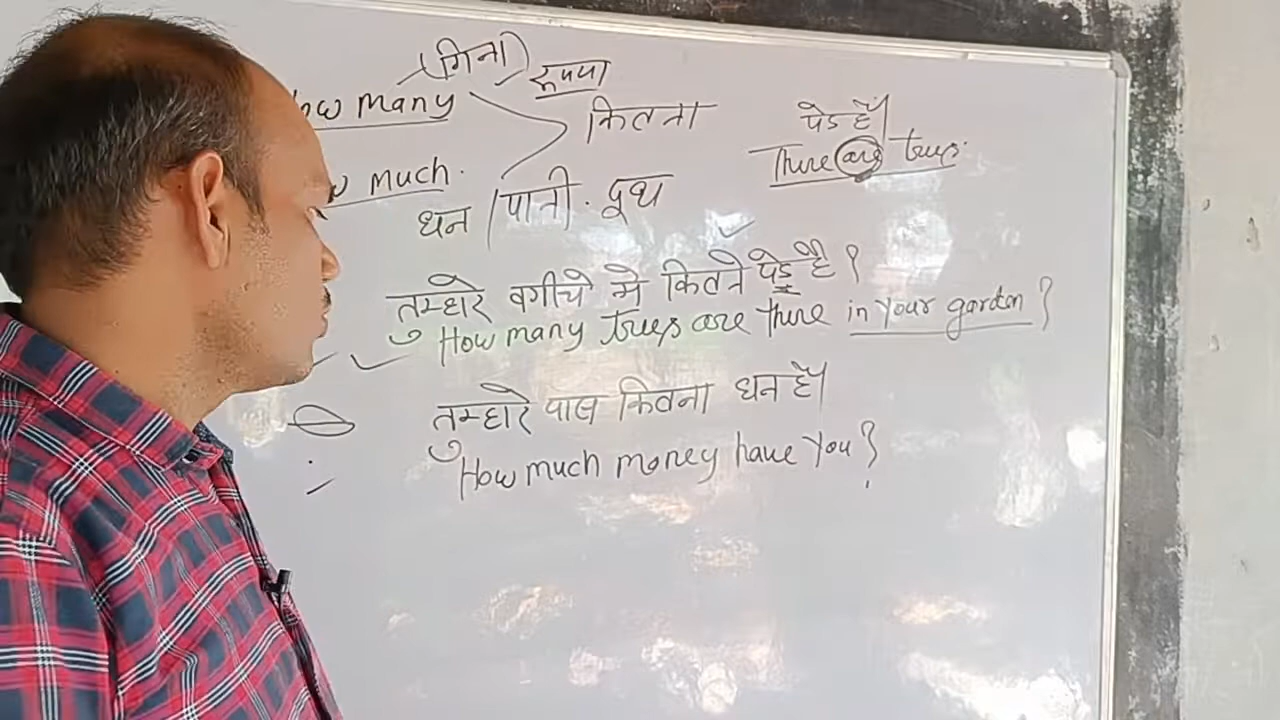 (गिना) रूपया
How many
कितना
पेड हैं।
There are trees.
How much.
धन / पानी. दूध
तुम्हारे बगीचे मे कितने पेड़ है ?
How many trees are there in your garden ?
तुम्हारे पास कितना धन है।
How much money have you ?